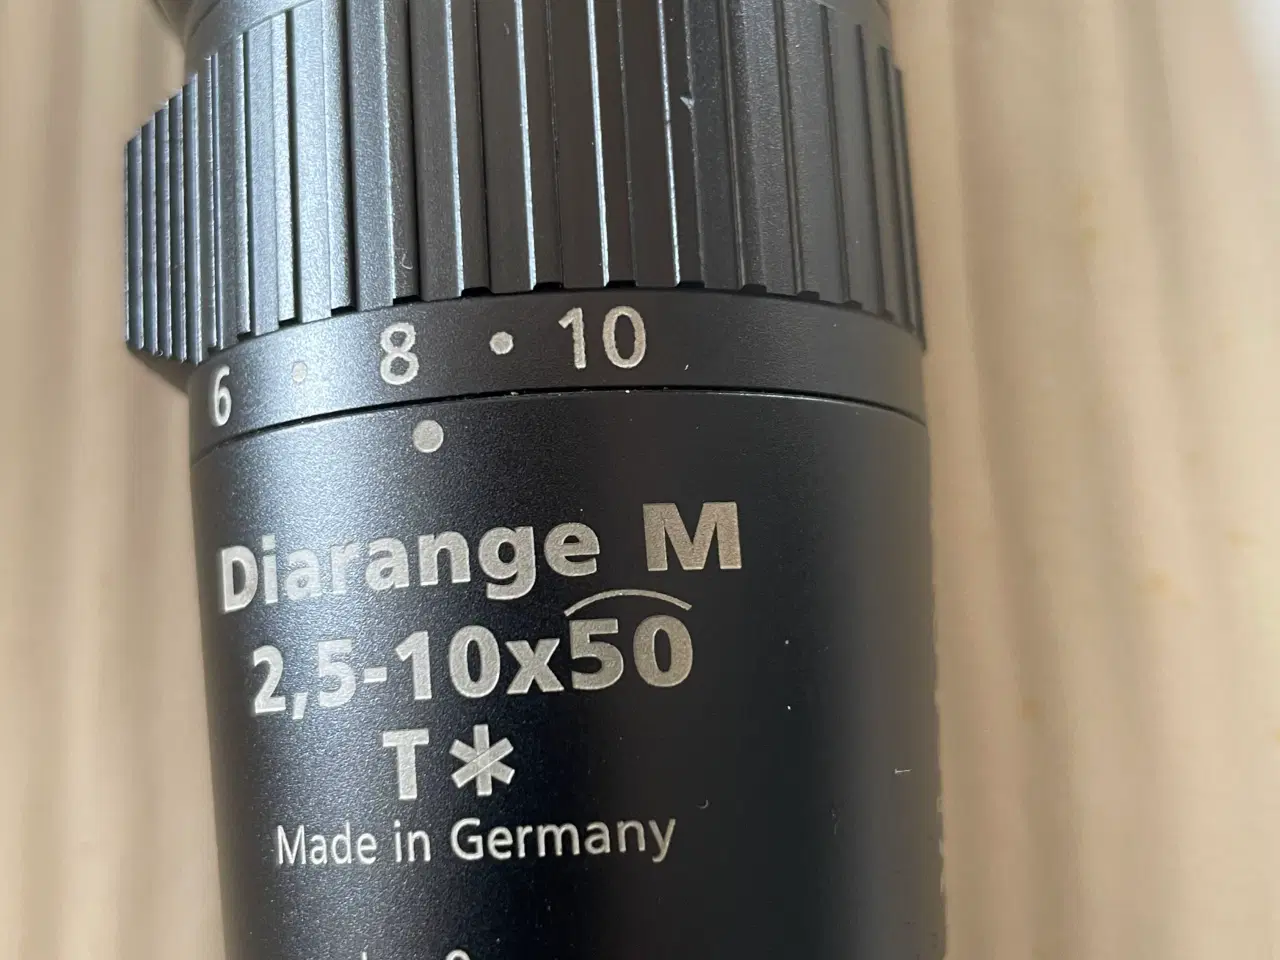 6 • 8 • 10
Diarange M
2,5-10x50
T*
Made in Germany